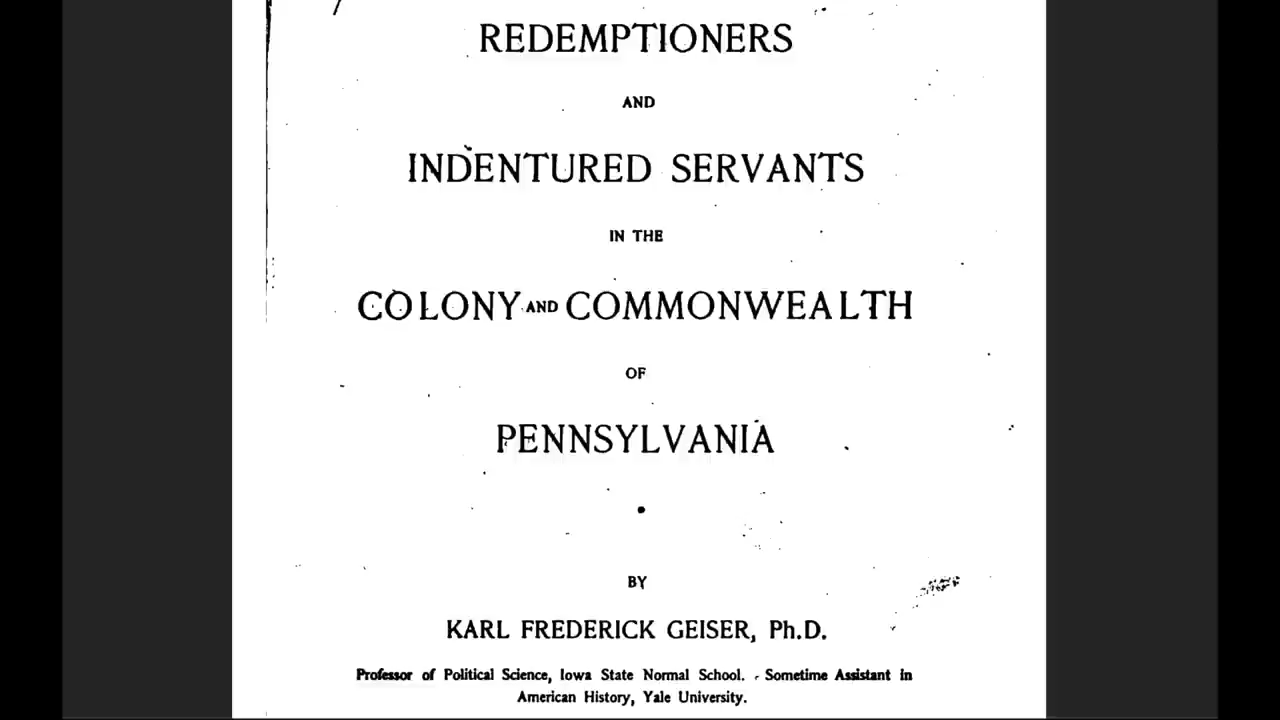 REDEMPTIONERS
AND
INDENTURED SERVANTS
IN THE
COLONY AND COMMONWEALTH
OF
PENNSYLVANIA
BY
KARL FREDERICK GEISER, Ph.D.
Professor of Political Science, Iowa State Normal School. Sometime Assistant in
American History, Yale University.